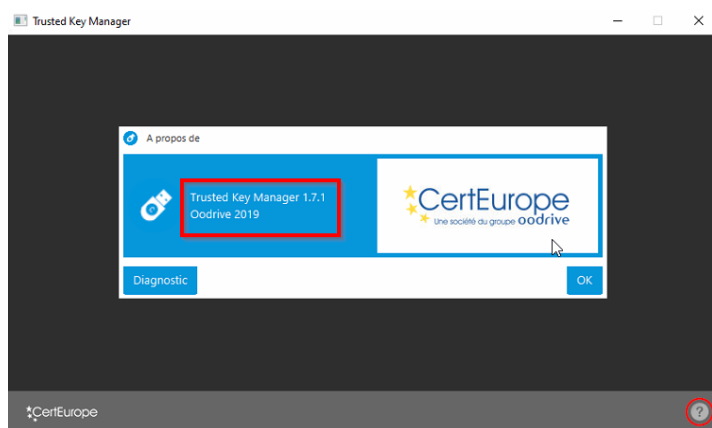 Trusted Key Manager
A propos de
Trusted Key Manager 1.7.1
Oodrive 2019
CertEurope
Une société du groupe oodrive
Diagnostic
OK
CertEurope
?